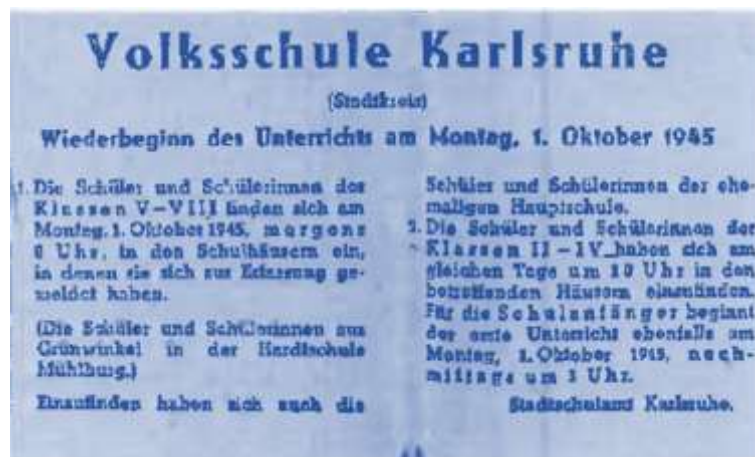 Volksschule Karlsruhe
(Stadtkreis)
Wiederbeginn des Unterrichts am Montag, 1. Oktober 1945
1. Die Schüler und Schülerinnen der
Klassen V–VIII finden sich am
Montag, 1. Oktober 1945, morgens
8 Uhr, in den Schulhäusern ein,
in denen sie sich zur Erfassung ge-
meldet haben.
(Die Schüler und Schülerinnen aus
Grünwinkel in der Hardtschule
Mühlburg.)
Einzufinden haben sich auch die
Schüler und Schülerinnen der ehe-
maligen Hauptschule.
2. Die Schüler und Schülerinnen der
Klassen II–IV haben sich am
gleichen Tage um 10 Uhr in den
betreffenden Häusern einzufinden.
Für die Schulanfänger beginnt
der erste Unterricht ebenfalls am
Montag, 1. Oktober 1945, nach-
mittags um 3 Uhr.
Stadtschulamt Karlsruhe.